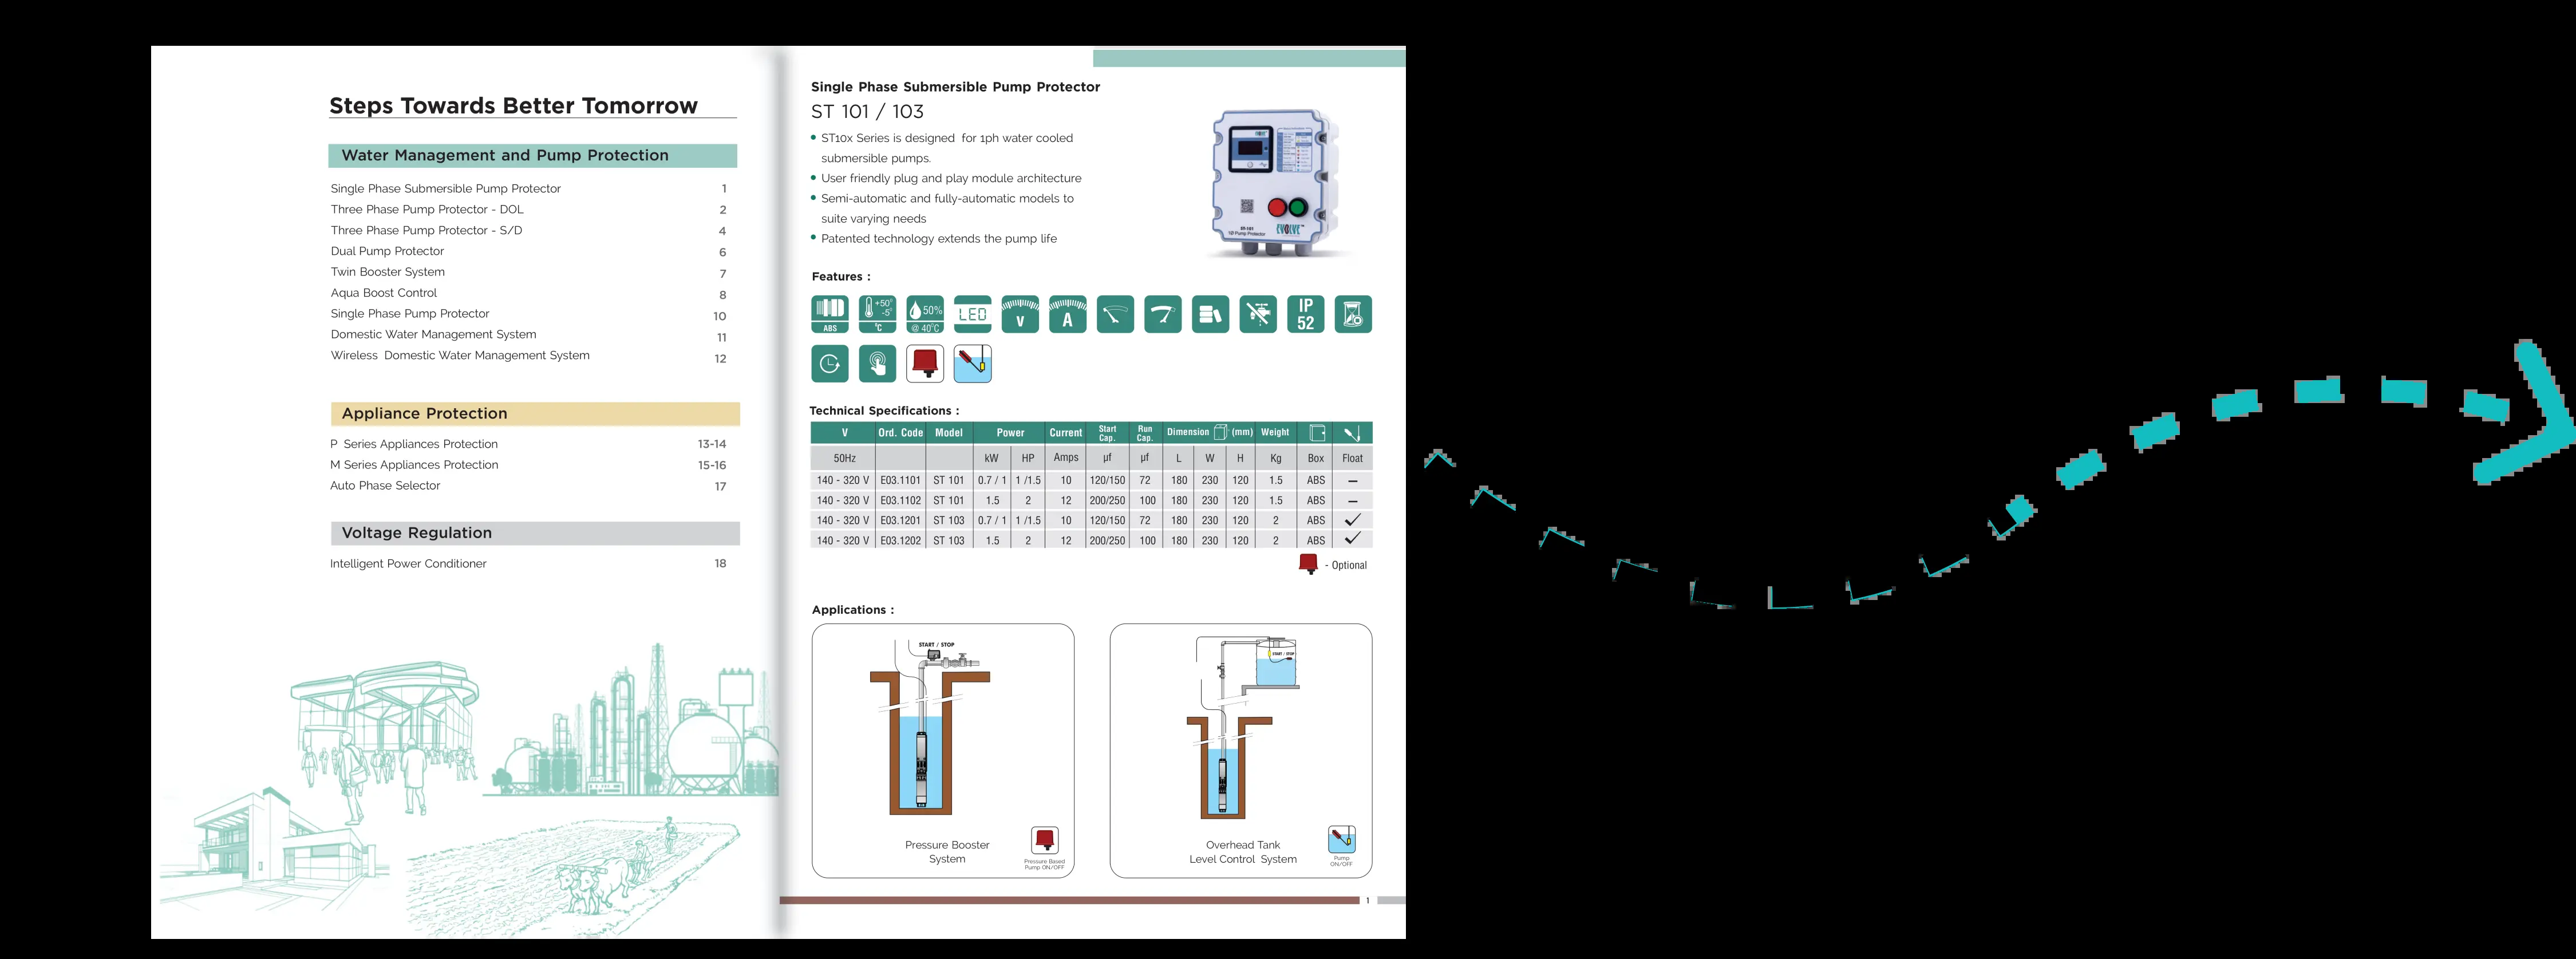 Steps Towards Better Tomorrow
Water Management and Pump Protection
Single Phase Submersible Pump Protector 1
Three Phase Pump Protector - DOL 2
Three Phase Pump Protector - S/D 4
Dual Pump Protector 6
Twin Booster System 7
Aqua Boost Control 8
Single Phase Pump Protector 10
Domestic Water Management System 11
Wireless Domestic Water Management System 12
Appliance Protection
P Series Appliances Protection 13-14
M Series Appliances Protection 15-16
Auto Phase Selector 17
Voltage Regulation
Intelligent Power Conditioner 18
Single Phase Submersible Pump Protector
ST 101 / 103
ST10x Series is designed for 1ph water cooled
submersible pumps.
User friendly plug and play module architecture
Semi-automatic and fully-automatic models to
suite varying needs
Patented technology extends the pump life
EVOLVE
Features :
ABS
+50°
-5°
°C
50%
@ 40°C
LED
V
A
IP
52
Technical Specifications :
V Ord. Code Model Power Current Start Cap. Run Cap. Dimension (mm) Weight
50Hz kW HP Amps µf µf L W H Kg Box Float
140 - 320 V E03.1101 ST 101 0.7 / 1 1 /1.5 10 120/150 72 180 230 120 1.5 ABS –
140 - 320 V E03.1102 ST 101 1.5 2 12 200/250 100 180 230 120 1.5 ABS –
140 - 320 V E03.1201 ST 103 0.7 / 1 1 /1.5 10 120/150 72 180 230 120 2 ABS ✓
140 - 320 V E03.1202 ST 103 1.5 2 12 200/250 100 180 230 120 2 ABS ✓
- Optional
Applications :
START / STOP
Pressure Booster
System
Pressure Based
Pump ON/OFF
START / STOP
Overhead Tank
Level Control System
Pump
ON/OFF
1